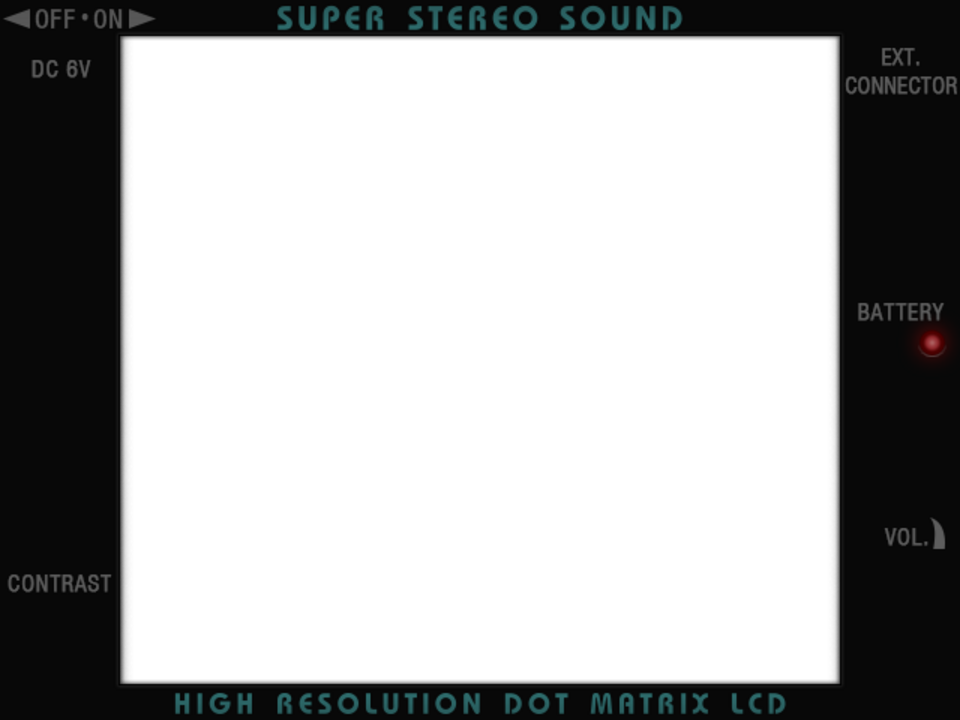 ◀OFF•ON▶
SUPER STEREO SOUND
DC 6V
EXT.
CONNECTOR
BATTERY
VOL.
CONTRAST
HIGH RESOLUTION DOT MATRIX LCD